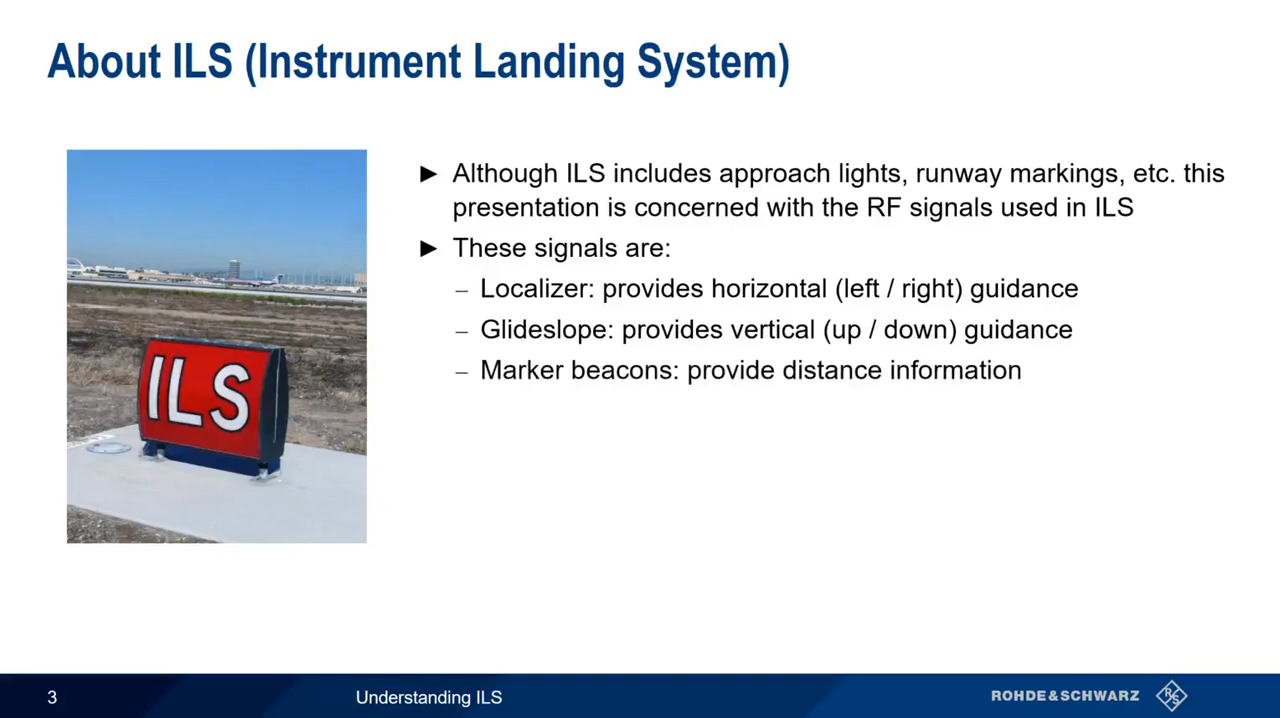 About ILS (Instrument Landing System)
► Although ILS includes approach lights, runway markings, etc. this
presentation is concerned with the RF signals used in ILS
► These signals are:
– Localizer: provides horizontal (left / right) guidance
– Glideslope: provides vertical (up / down) guidance
– Marker beacons: provide distance information
ILS
3
Understanding ILS
ROHDE & SCHWARZ
R S